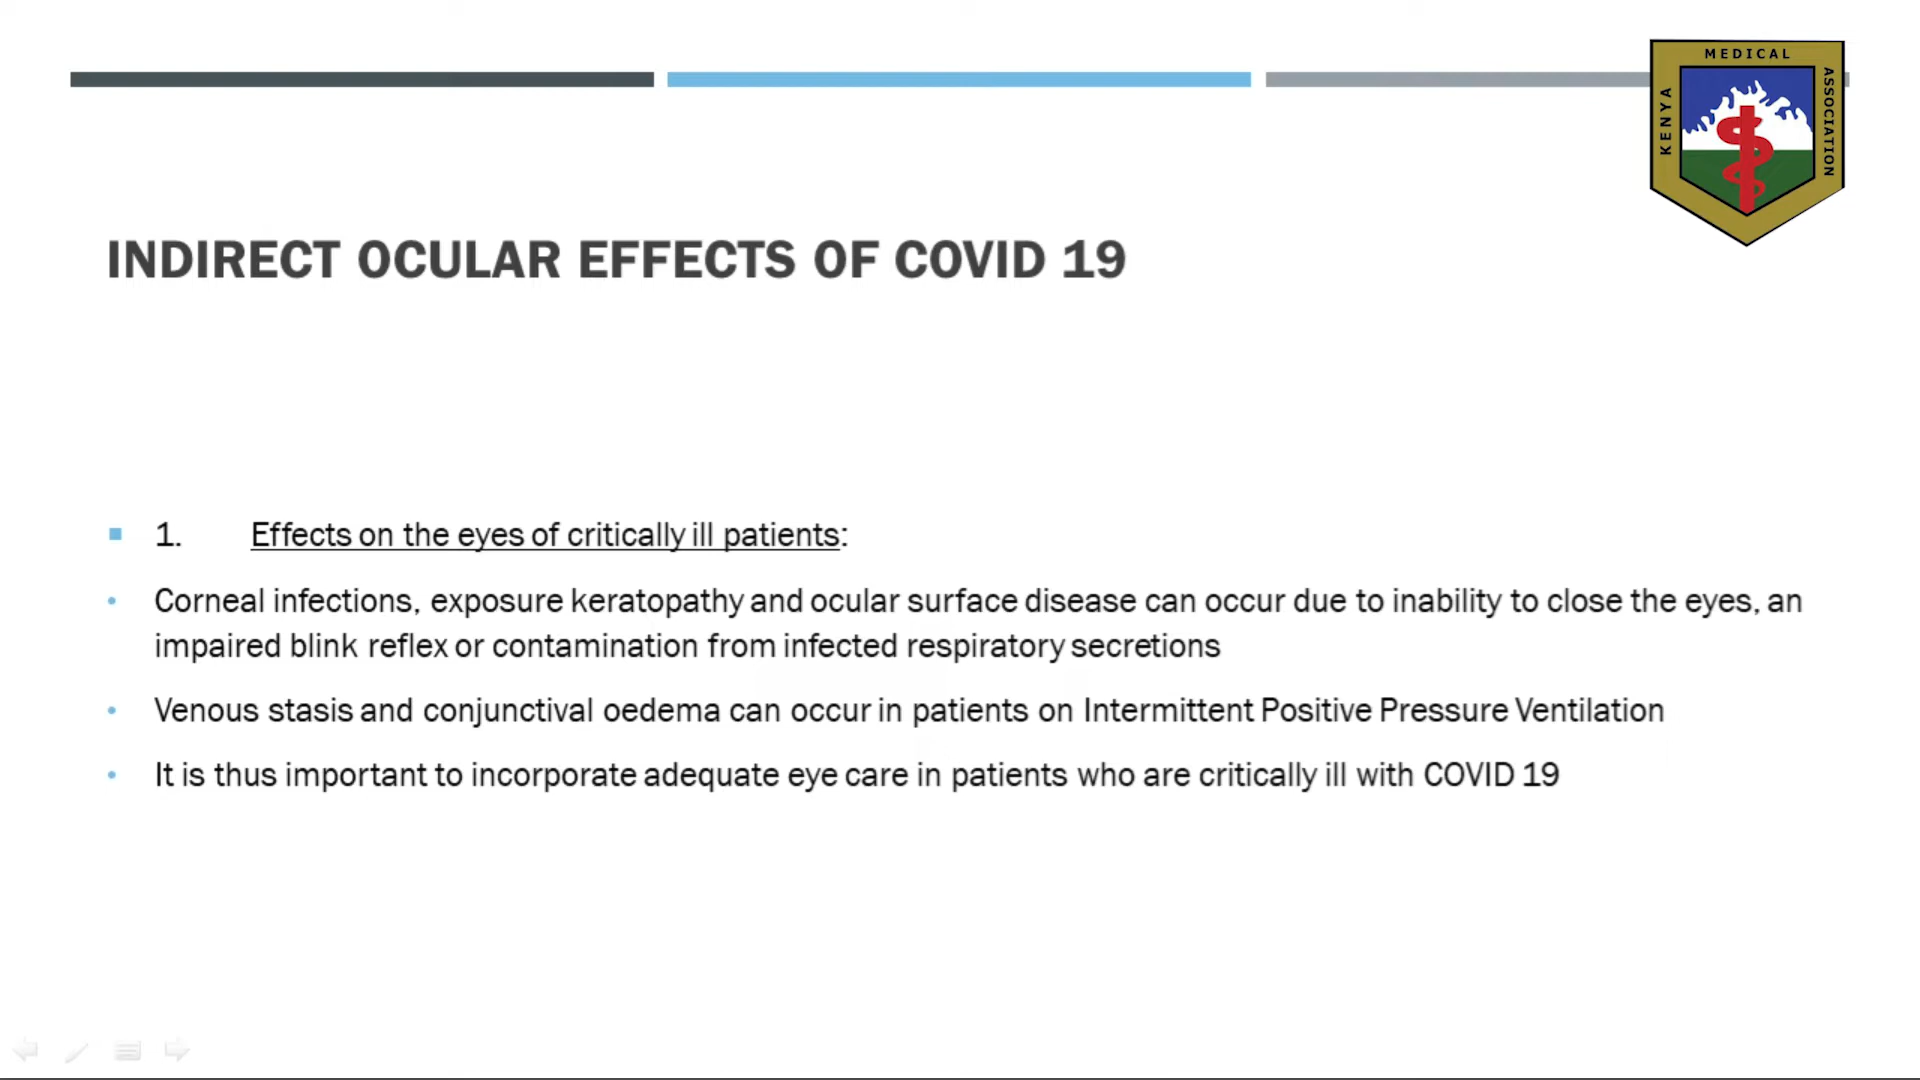 MEDICAL
KENYA
ASSOCIATION
INDIRECT OCULAR EFFECTS OF COVID 19
1. Effects on the eyes of critically ill patients:
Corneal infections, exposure keratopathy and ocular surface disease can occur due to inability to close the eyes, an
impaired blink reflex or contamination from infected respiratory secretions
Venous stasis and conjunctival oedema can occur in patients on Intermittent Positive Pressure Ventilation
It is thus important to incorporate adequate eye care in patients who are critically ill with COVID 19